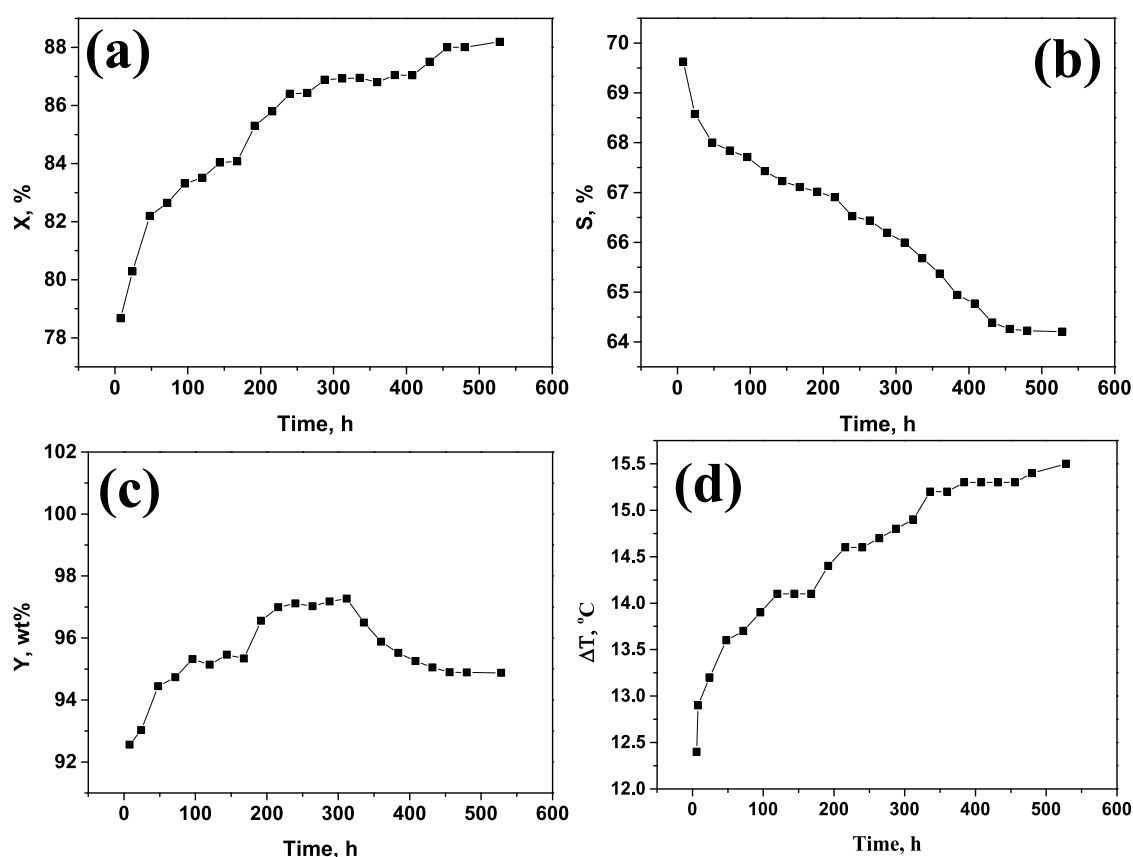 (a)
88
86
84
82
80
78
X, %
0 100 200 300 400 500 600
Time, h
(b)
70
69
68
67
66
65
64
S, %
0 100 200 300 400 500 600
Time, h
(c)
102
100
98
96
94
92
Y, wt%
0 100 200 300 400 500 600
Time, h
(d)
15.5
15.0
14.5
14.0
13.5
13.0
12.5
12.0
ΔT, ºC
0 100 200 300 400 500 600
Time, h